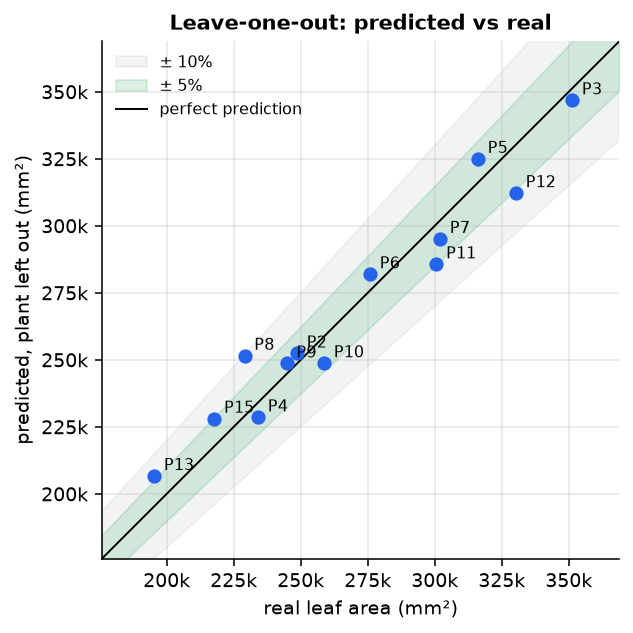 Leave-one-out: predicted vs real
± 10%
± 5%
perfect prediction
predicted, plant left out (mm²)
350k
325k
300k
275k
250k
225k
200k
P3
P5
P12
P7
P11
P6
P8
P2
P9
P10
P15
P4
P13
200k 225k 250k 275k 300k 325k 350k
real leaf area (mm²)